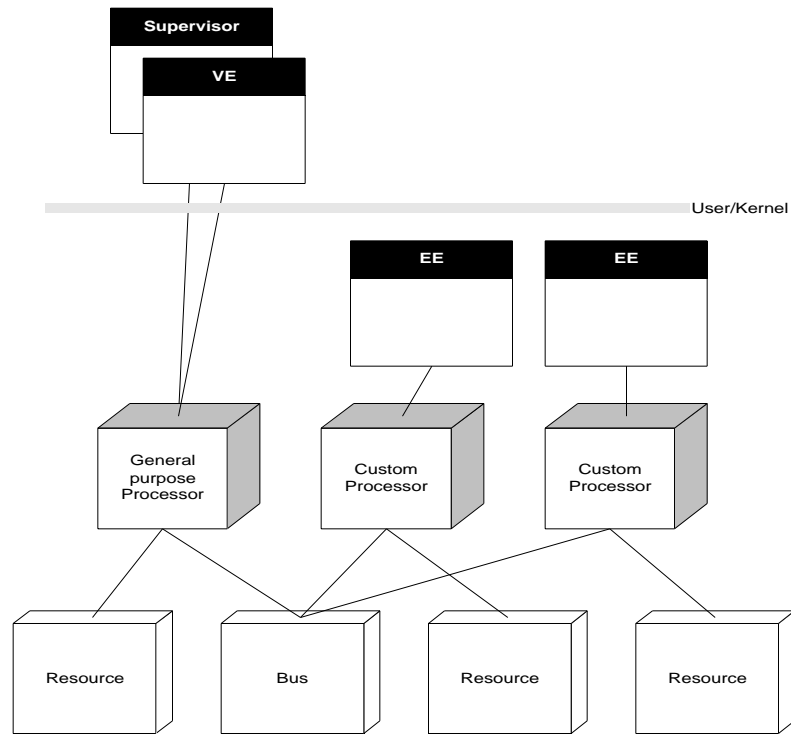 Supervisor
VE
User/Kernel
EE
EE
General
purpose
Processor
Custom
Processor
Custom
Processor
Resource
Bus
Resource
Resource